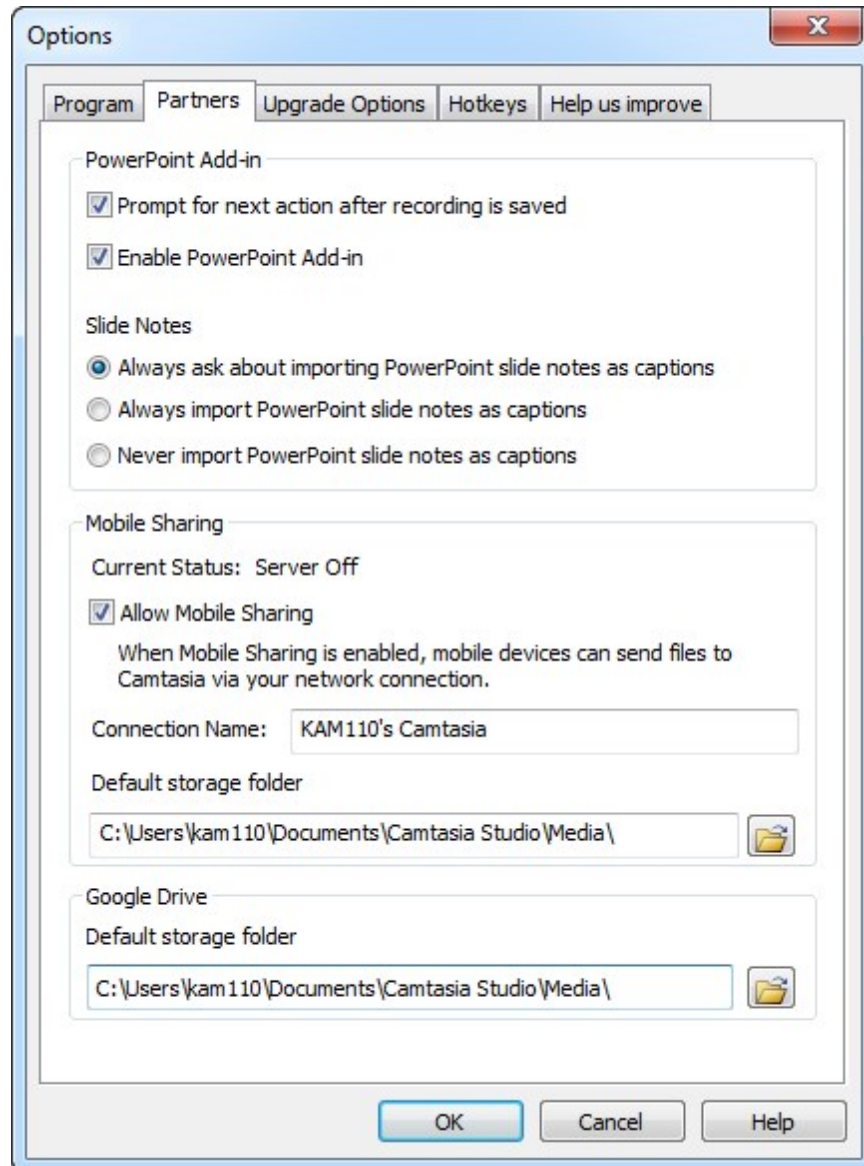 Options
Program Partners Upgrade Options Hotkeys Help us improve
PowerPoint Add-in
Prompt for next action after recording is saved
Enable PowerPoint Add-in
Slide Notes
Always ask about importing PowerPoint slide notes as captions
Always import PowerPoint slide notes as captions
Never import PowerPoint slide notes as captions
Mobile Sharing
Current Status: Server Off
Allow Mobile Sharing
When Mobile Sharing is enabled, mobile devices can send files to
Camtasia via your network connection.
Connection Name: KAM110's Camtasia
Default storage folder
C:\Users\kam110\Documents\Camtasia Studio\Media\
Google Drive
Default storage folder
C:\Users\kam110\Documents\Camtasia Studio\Media\
OK Cancel Help